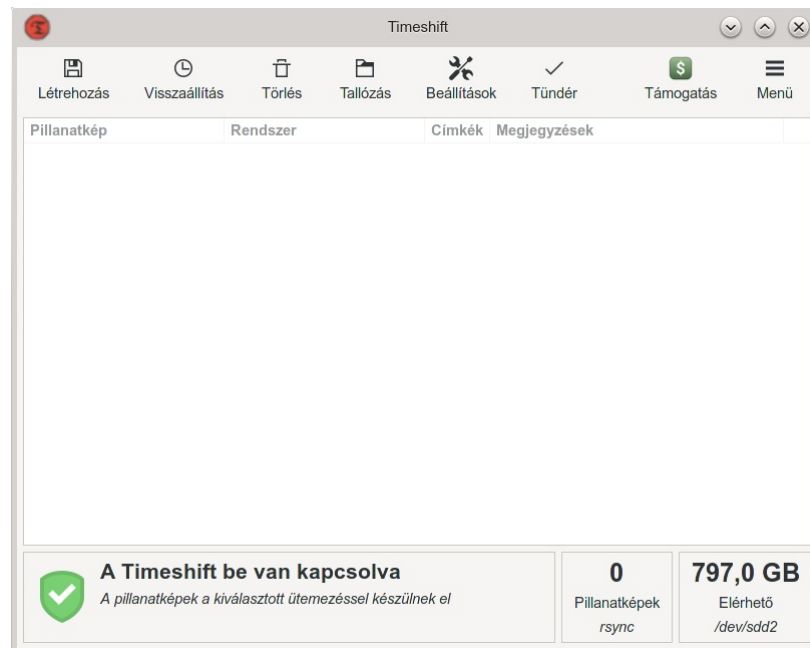 Timeshift
Létrehozás Visszaállítás Törlés Tallózás Beállítások Tündér Támogatás Menü
Pillanatkép Rendszer Címkék Megjegyzések
A Timeshift be van kapcsolva
A pillanatképek a kiválasztott ütemezéssel készülnek el
0
Pillanatképek
rsync
797,0 GB
Elérhető
/dev/sdd2